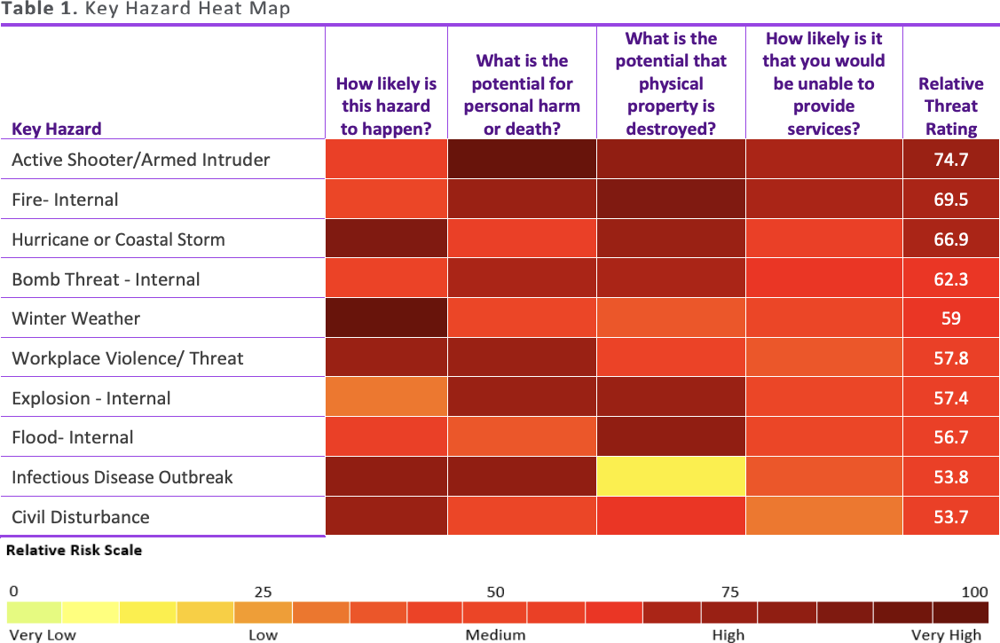 Table 1. Key Hazard Heat Map
Key Hazard
How likely is
this hazard
to happen?
What is the
potential for
personal harm
or death?
What is the
potential that
physical
property is
destroyed?
How likely is it
that you would
be unable to
provide
services?
Relative
Threat
Rating
Active Shooter/Armed Intruder 74.7
Fire- Internal 69.5
Hurricane or Coastal Storm 66.9
Bomb Threat - Internal 62.3
Winter Weather 59
Workplace Violence/ Threat 57.8
Explosion - Internal 57.4
Flood- Internal 56.7
Infectious Disease Outbreak 53.8
Civil Disturbance 53.7
Relative Risk Scale
0 25 50 75 100
Very Low Low Medium High Very High